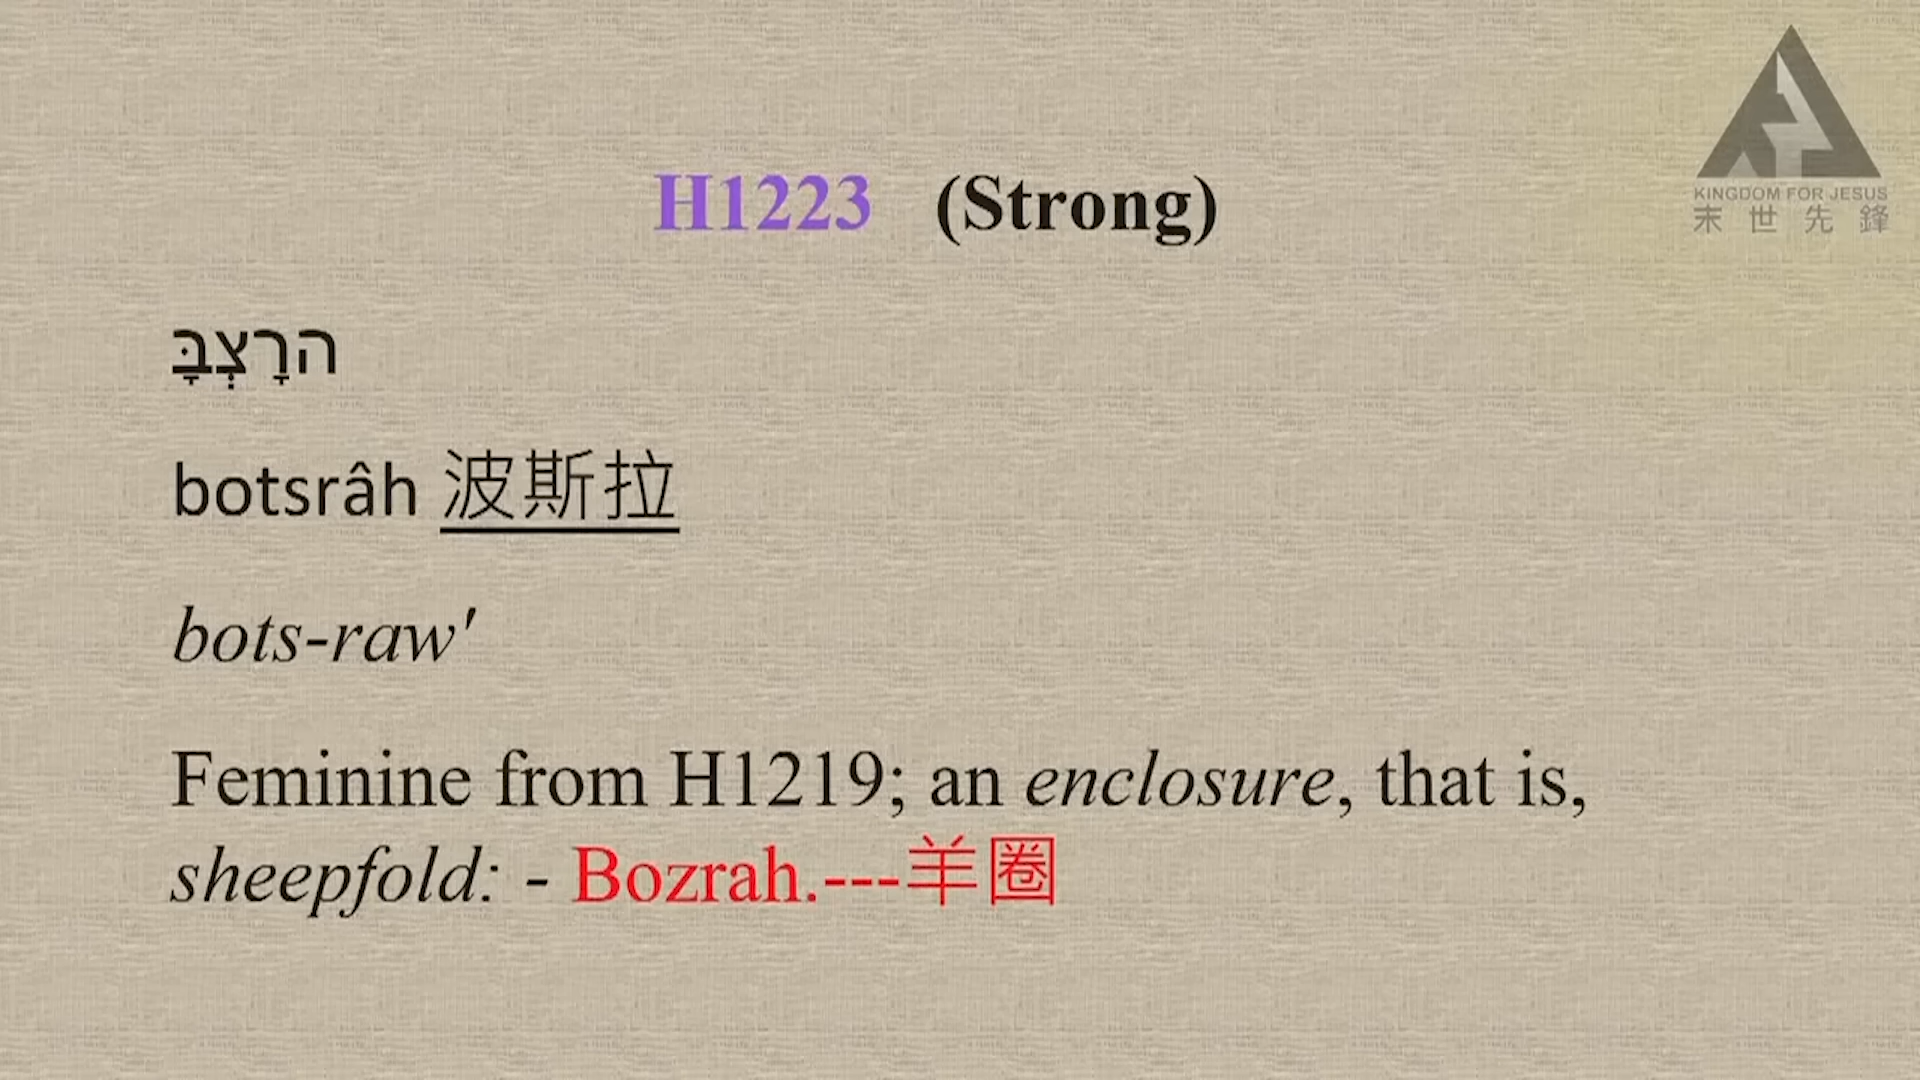 KINGDOM FOR JESUS
末世先鋒
H1223 (Strong)
הרָצְבָּ
botsrâh 波斯拉
bots-raw'
Feminine from H1219; an enclosure, that is,
sheepfold: - Bozrah.---羊圈